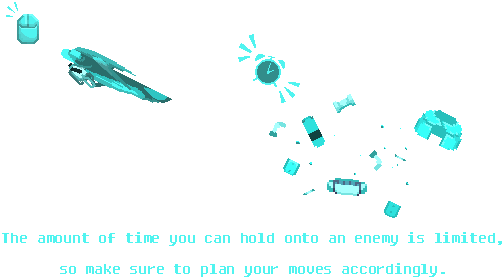 The amount of time you can hold onto an enemy is limited,
so make sure to plan your moves accordingly.